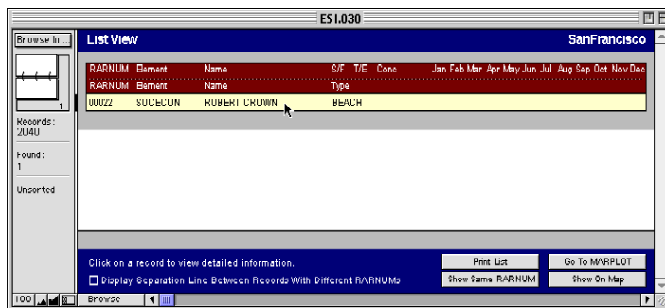 ESI.030
Browse In...
List View
SanFrancisco
RARNUM Element Name S/F T/E Conc Jan Feb Mar Apr May Jun Jul Aug Sep Oct Nov Dec
RARNUM Element Name Type
00022 SOCECON ROBERT CROWN BEACH
1
Records:
2040
Found:
1
Unsorted
Click on a record to view detailed information.
Print List
Go To MARPLOT
Display Separation Line Between Records With Different RARNUMs
Show Same RARNUM
Show On Map
100
Browse